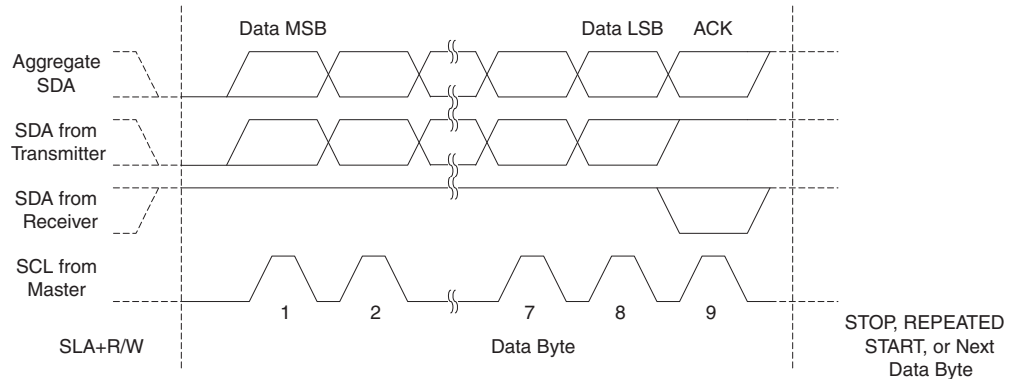 Data MSB
Data LSB
ACK
Aggregate
SDA
SDA from
Transmitter
SDA from
Receiver
SCL from
Master
1
2
7
8
9
SLA+R/W
Data Byte
STOP, REPEATED
START, or Next
Data Byte